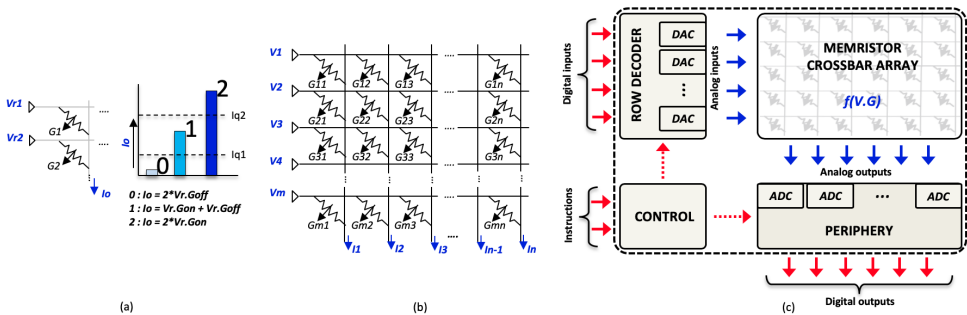 Vr1
G1
Vr2
G2
Io
Io
0
1
2
Iq2
Iq1
0 : Io = 2*Vr.Goff
1 : Io = Vr.Gon + Vr.Goff
2 : Io = 2*Vr.Gon
(a)
V1
G11 G12 G13 .... G1n
V2
G21 G22 G23 .... G2n
V3
G31 G32 G33 .... G3n
V4
....
Vm
Gm1 Gm2 Gm3 .... Gmn
I1 I2 I3 .... In-1 In
(b)
Digital inputs
ROW DECODER
DAC
DAC
...
DAC
Analog inputs
MEMRISTOR
CROSSBAR ARRAY
f(V.G)
Analog outputs
Instructions
CONTROL
ADC ADC ... ADC
PERIPHERY
Digital outputs
(c)